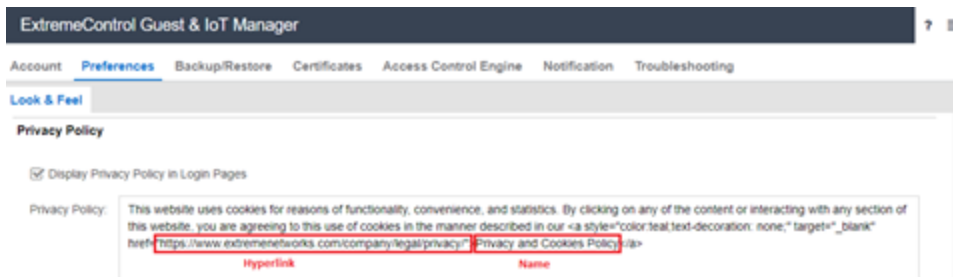 ExtremeControl Guest & IoT Manager
?
Account Preferences Backup/Restore Certificates Access Control Engine Notification Troubleshooting
Look & Feel
Privacy Policy
Display Privacy Policy in Login Pages
Privacy Policy: This website uses cookies for reasons of functionality, convenience, and statistics. By clicking on any of the content or interacting with any section of
this website, you are agreeing to this use of cookies in the manner described in our <a style="color:teal;text-decoration: none;" target="_blank"
href="https://www.extremenetworks.com/company/legal/privacy/">Privacy and Cookies Policy</a>
Hyperlink Name